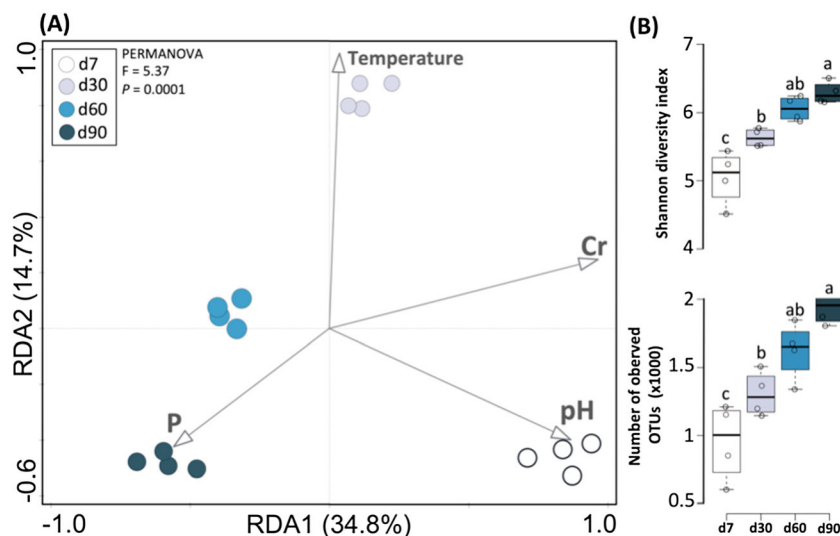 (A)
1.0
RDA2 (14.7%)
-0.6
d7
d30
d60
d90
PERMANOVA
F = 5.37
P = 0.0001
Temperature
Cr
pH
P
-1.0
RDA1 (34.8%)
1.0
(B)
Shannon diversity index
7
6
5
4
c
b
ab
a
Number of oberved
OTUs (x1000)
2
1.5
1
0.5
c
b
ab
a
d7
d30
d60
d90